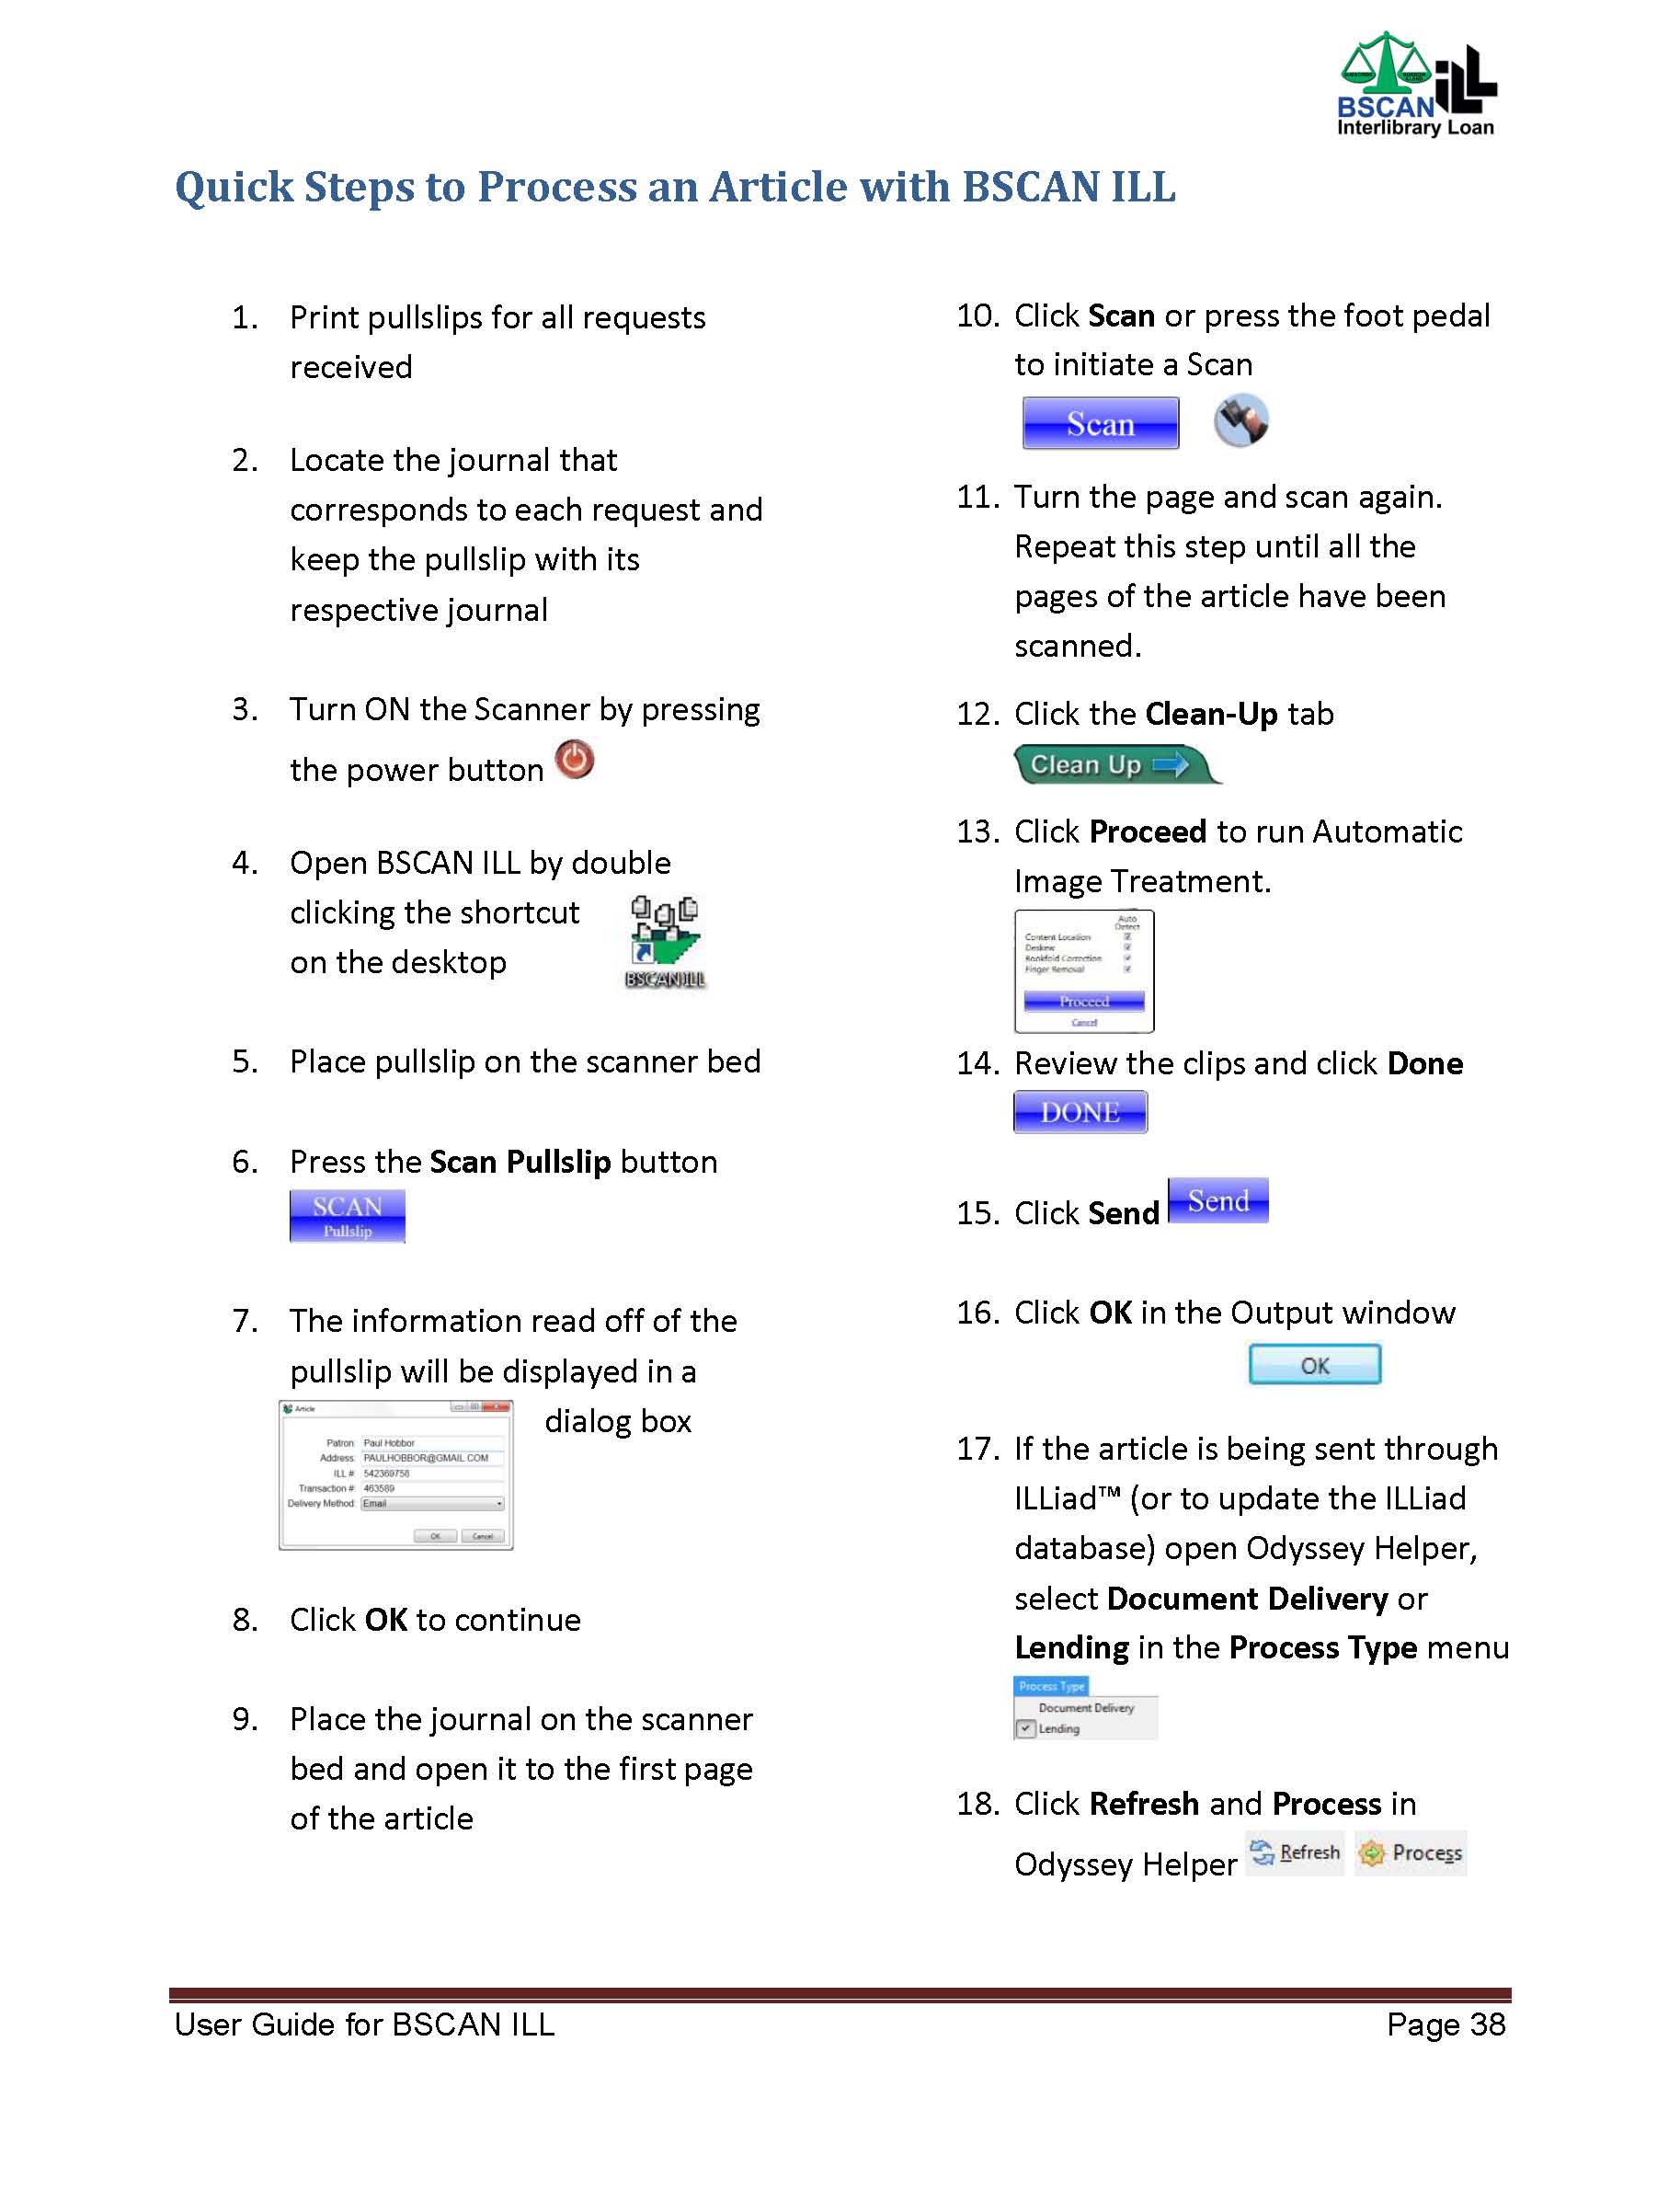 BSCAN ILL
Interlibrary Loan
Quick Steps to Process an Article with BSCAN ILL
1. Print pullslips for all requests
received
2. Locate the journal that
corresponds to each request and
keep the pullslip with its
respective journal
3. Turn ON the Scanner by pressing
the power button
4. Open BSCAN ILL by double
clicking the shortcut
on the desktop
BSCANILL
5. Place pullslip on the scanner bed
6. Press the Scan Pullslip button
SCAN
Pullslip
7. The information read off of the
pullslip will be displayed in a
dialog box
Article
Patron: Paul Hobbor
Address: PAULHOBBOR@GMAIL.COM
ILL # 542369758
Transaction #: 463589
Delivery Method: Email
OK Cancel
8. Click OK to continue
9. Place the journal on the scanner
bed and open it to the first page
of the article
10. Click Scan or press the foot pedal
to initiate a Scan
Scan
11. Turn the page and scan again.
Repeat this step until all the
pages of the article have been
scanned.
12. Click the Clean-Up tab
Clean Up
13. Click Proceed to run Automatic
Image Treatment.
Auto
Detect
Content Location
Deskew
Bookfold Correction
Finger Removal
Proceed
Cancel
14. Review the clips and click Done
DONE
15. Click Send Send
16. Click OK in the Output window
OK
17. If the article is being sent through
ILLiad™ (or to update the ILLiad
database) open Odyssey Helper,
select Document Delivery or
Lending in the Process Type menu
Process Type
Document Delivery
Lending
18. Click Refresh and Process in
Odyssey Helper Refresh Process
User Guide for BSCAN ILL Page 38